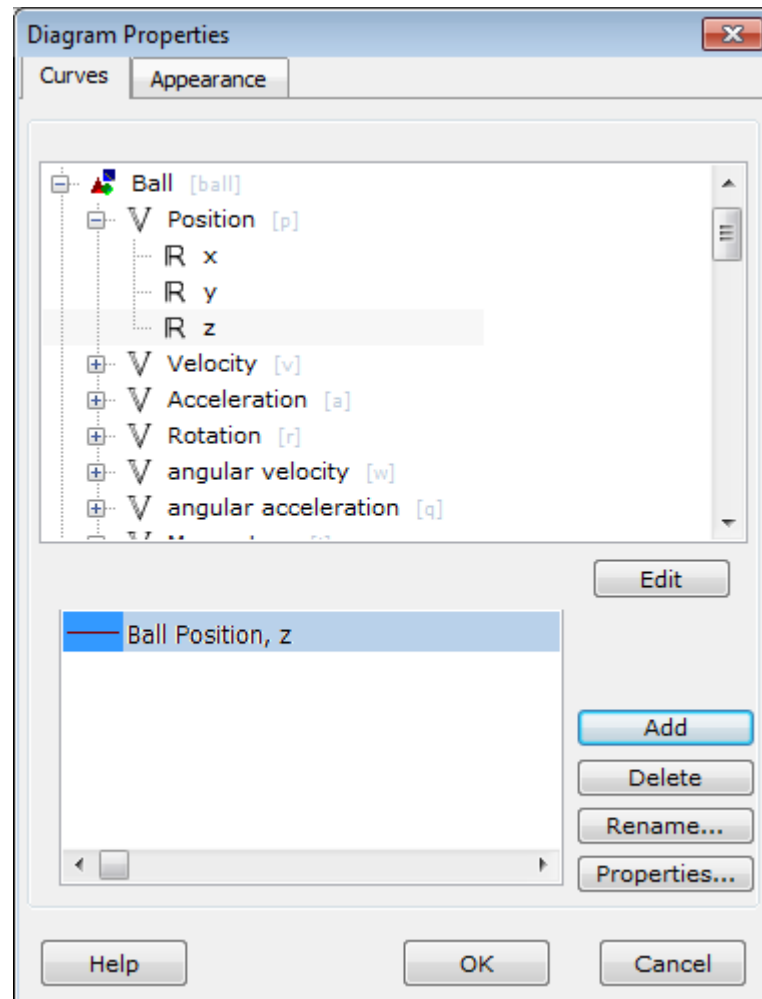 Diagram Properties
Curves Appearance
Ball [ball]
V Position [p]
R x
R y
R z
V Velocity [v]
V Acceleration [a]
V Rotation [r]
V angular velocity [w]
V angular acceleration [q]
Edit
Ball Position, z
Add
Delete
Rename...
Properties...
Help OK Cancel